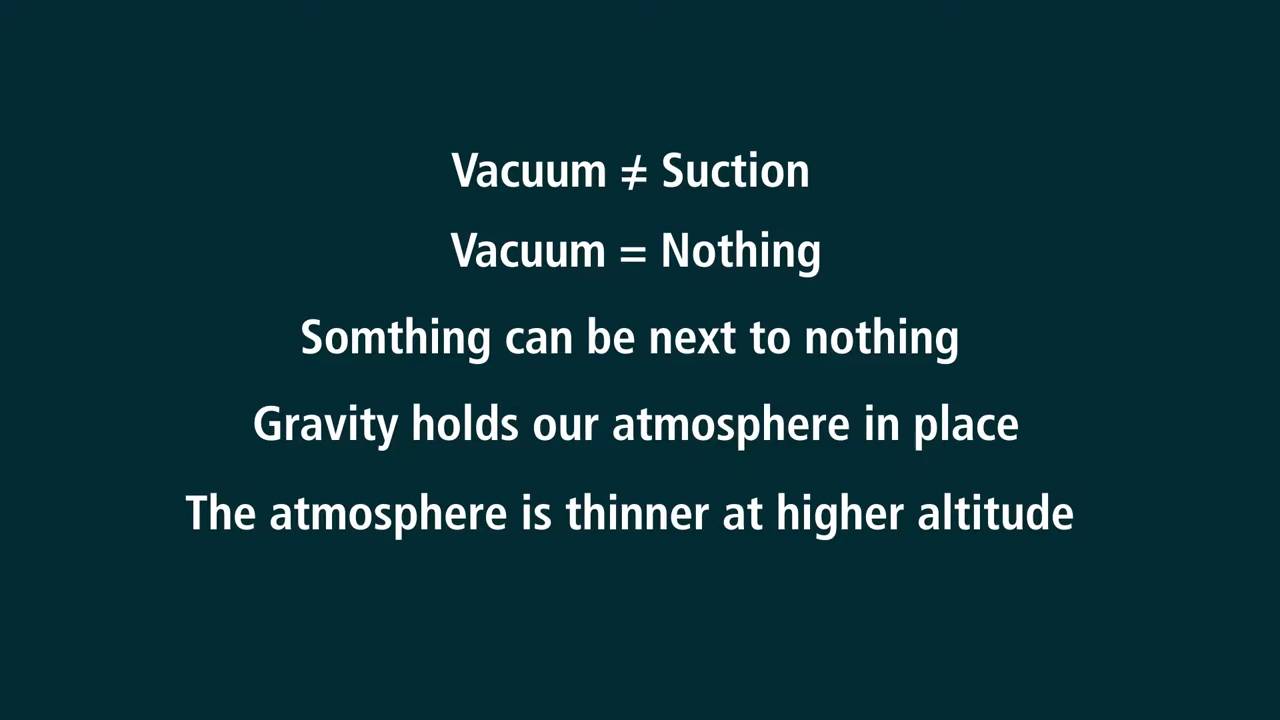 Vacuum ≠ Suction
Vacuum = Nothing
Somthing can be next to nothing
Gravity holds our atmosphere in place
The atmosphere is thinner at higher altitude